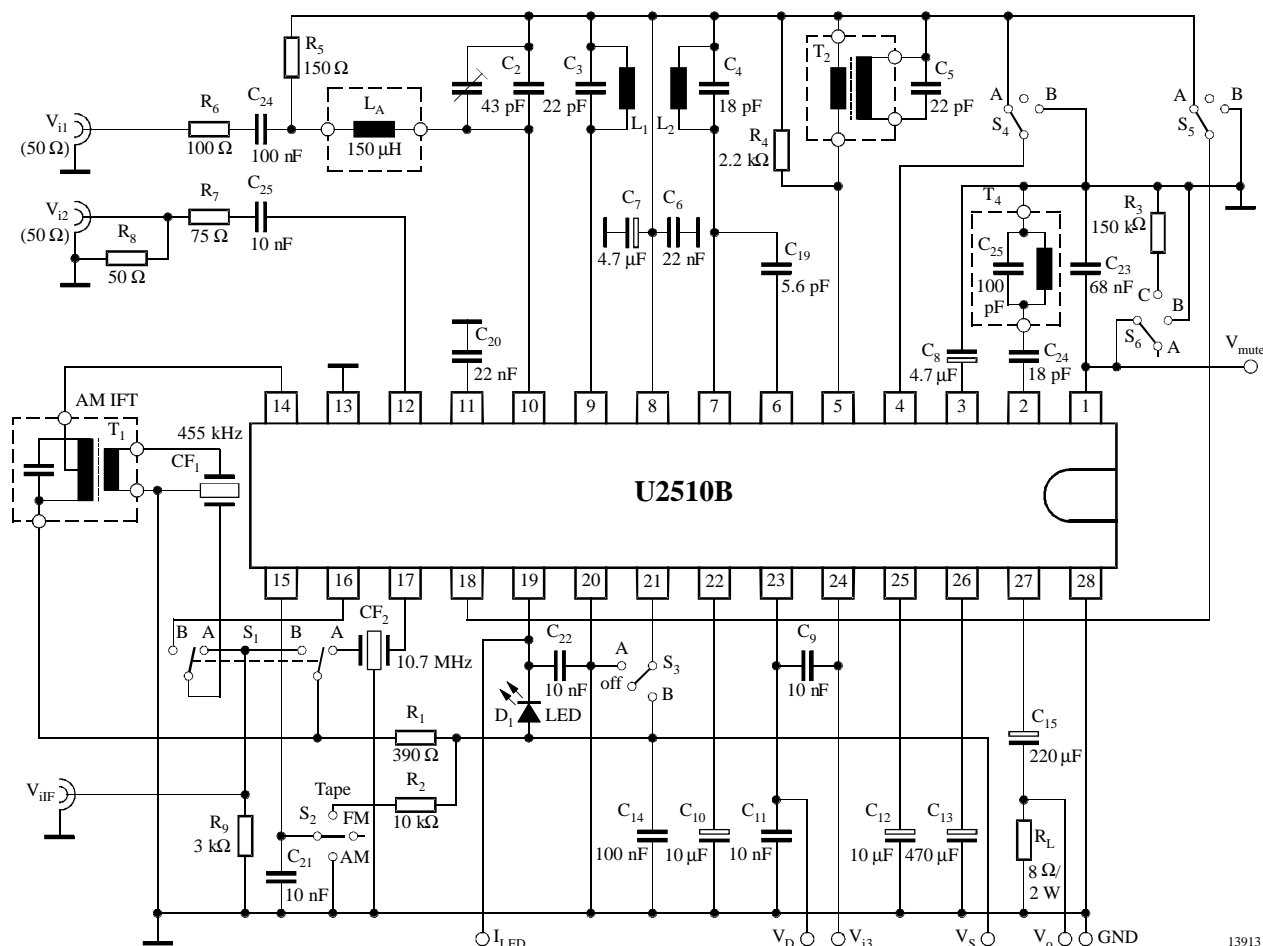 R5
150 Ω
Vi1
(50 Ω)
R6
100 Ω
C24
100 nF
LA
150 µH
C2
43 pF
C3
22 pF
L1
L2
C4
18 pF
T2
C5
22 pF
R4
2.2 kΩ
A
B
S4
A
B
S5
Vi2
(50 Ω)
R8
50 Ω
R7
75 Ω
C25
10 nF
C7
4.7 µF
C6
22 nF
C19
5.6 pF
T4
C25
100
pF
C23
68 nF
R3
150 kΩ
C
B
S6
A
Vmute
C20
22 nF
C8
4.7 µF
C24
18 pF
AM IFT
T1
455 kHz
CF1
14
13
12
11
10
9
8
7
6
5
4
3
2
1
U2510B
15
16
17
18
19
20
21
22
23
24
25
26
27
28
B
A
S1
B
A
CF2
10.7 MHz
C22
10 nF
A
off
S3
B
C9
10 nF
D1
LED
R1
390 Ω
C15
220 µF
ViIF
R9
3 kΩ
Tape
S2
FM
AM
R2
10 kΩ
C21
10 nF
C14
100 nF
C10
10 µF
C11
10 nF
C12
10 µF
C13
470 µF
RL
8 Ω/
2 W
ILED
VD
Vi3
VS
Vo
GND
13913